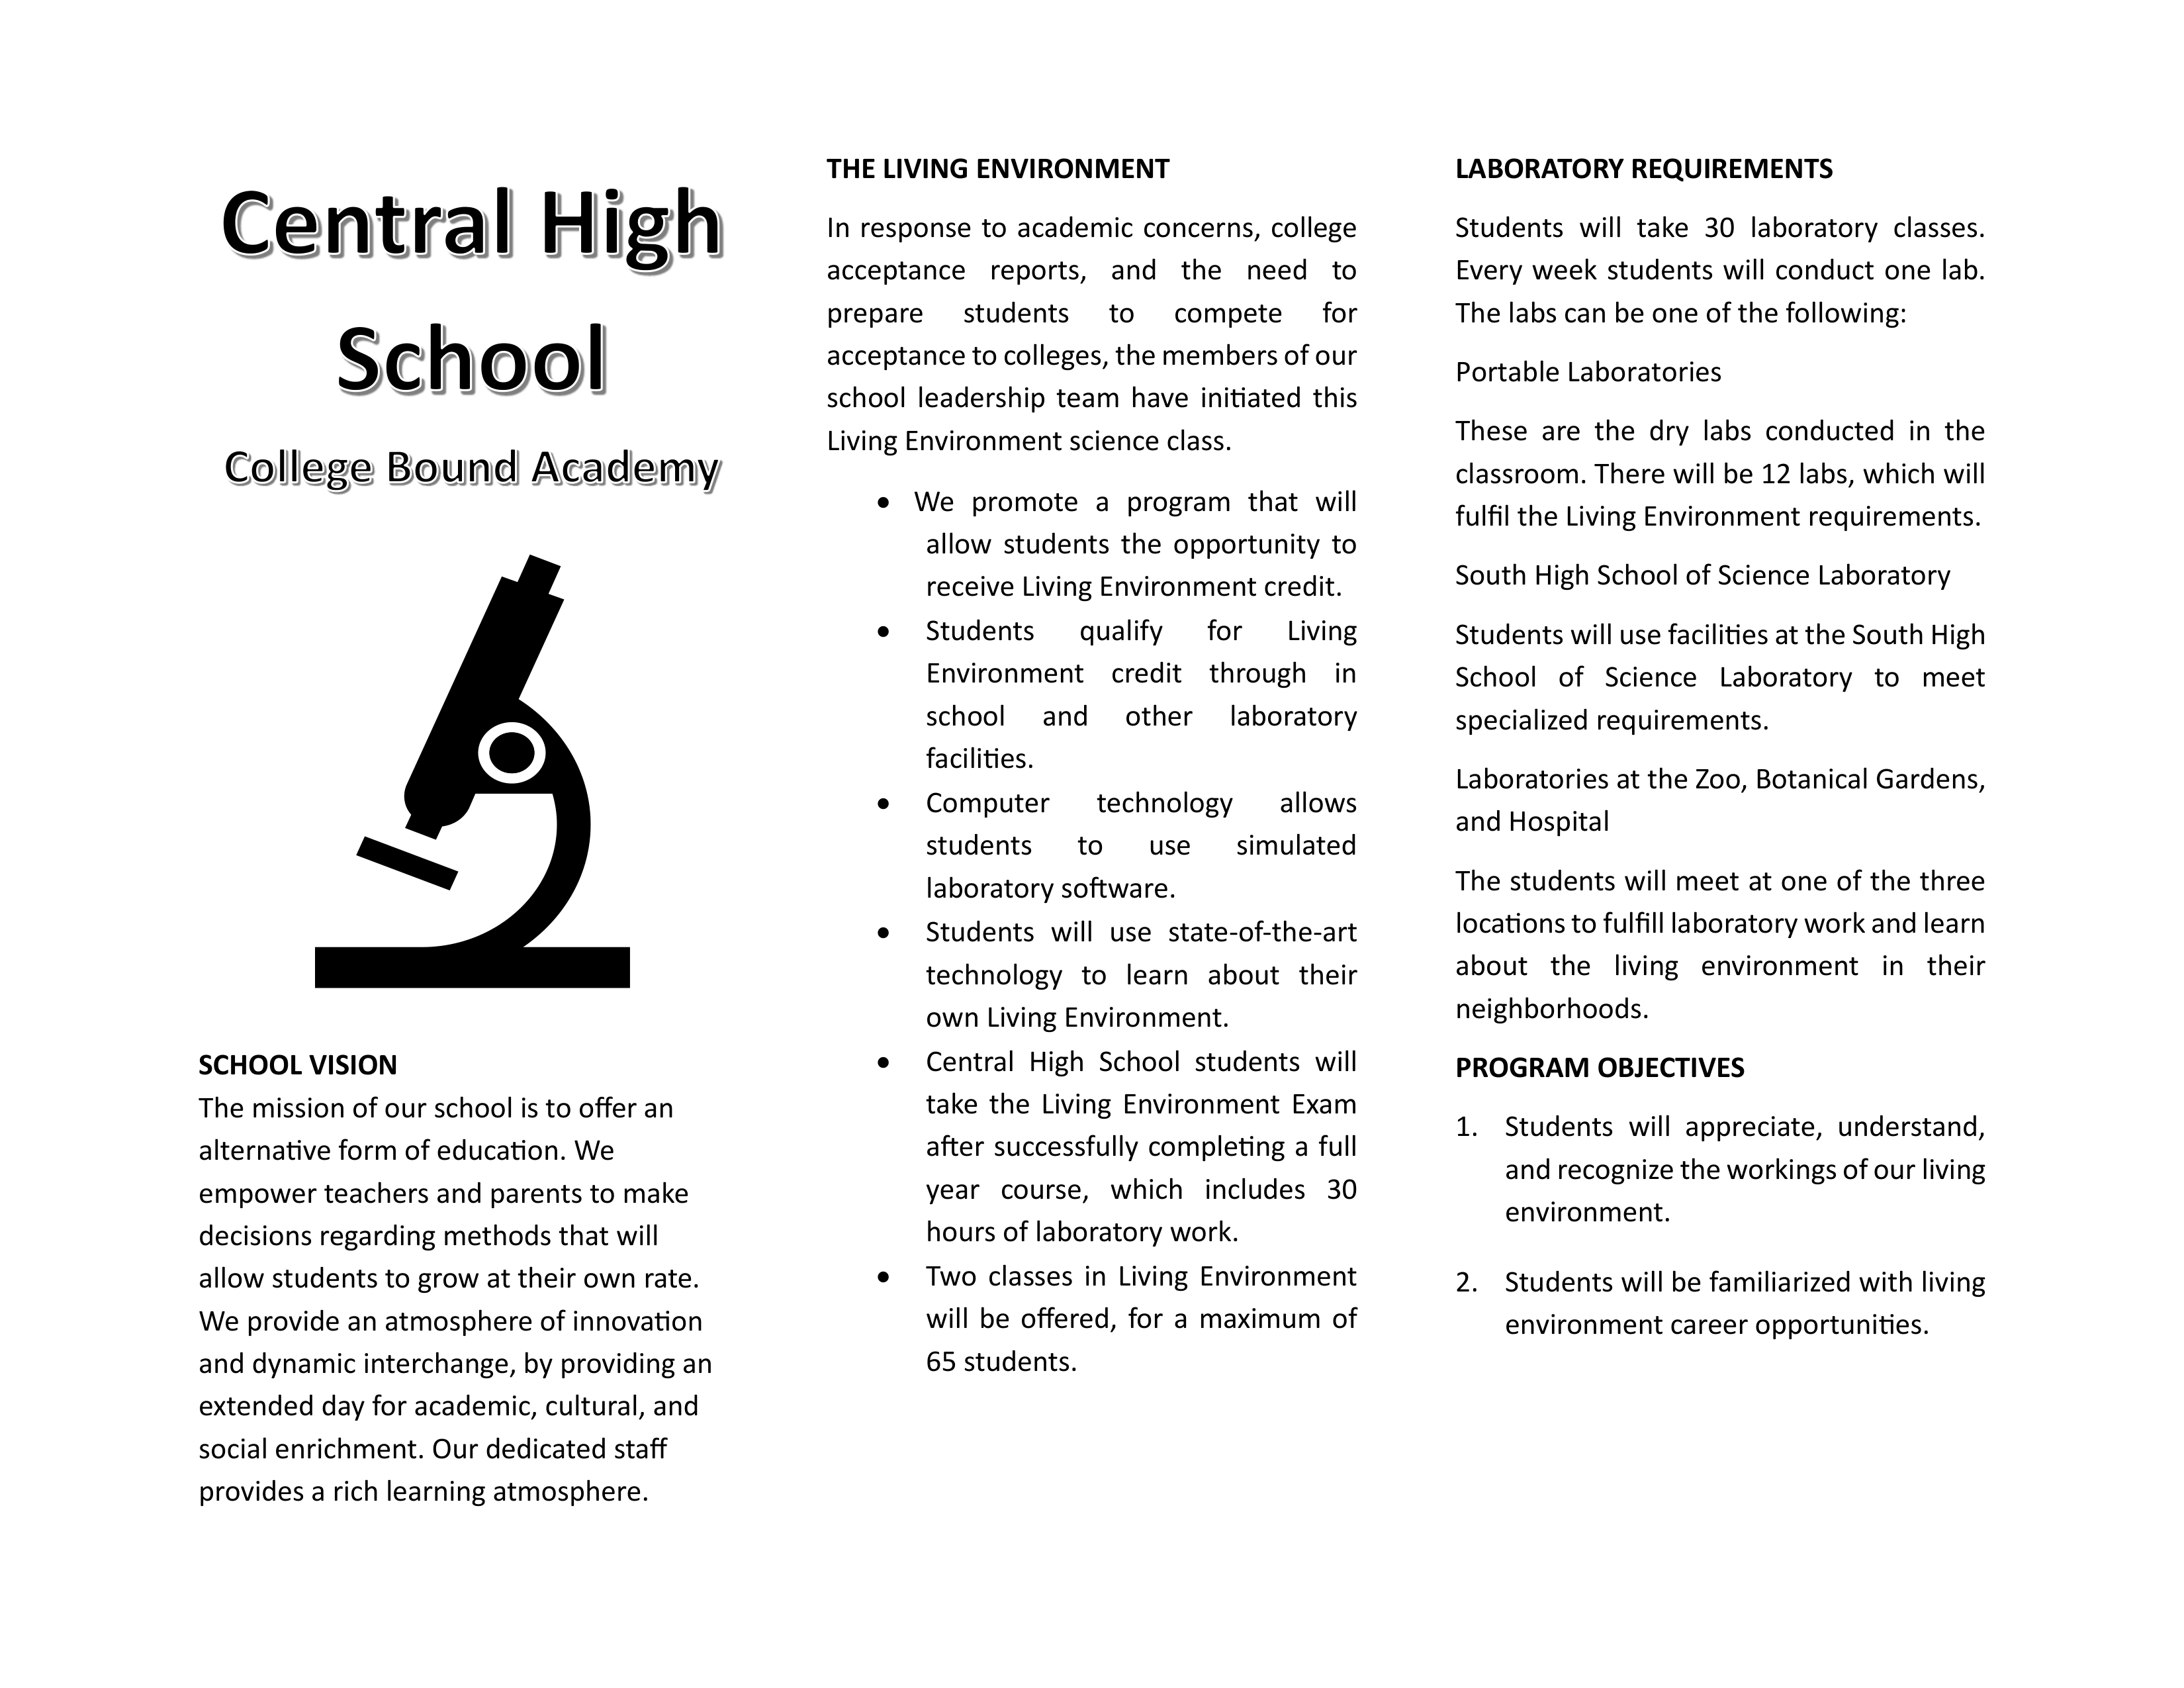 Central High
School
College Bound Academy
SCHOOL VISION
The mission of our school is to offer an
alternative form of education. We
empower teachers and parents to make
decisions regarding methods that will
allow students to grow at their own rate.
We provide an atmosphere of innovation
and dynamic interchange, by providing an
extended day for academic, cultural, and
social enrichment. Our dedicated staff
provides a rich learning atmosphere.
THE LIVING ENVIRONMENT
In response to academic concerns, college
acceptance reports, and the need to
prepare students to compete for
acceptance to colleges, the members of our
school leadership team have initiated this
Living Environment science class.
• We promote a program that will
allow students the opportunity to
receive Living Environment credit.
• Students qualify for Living
Environment credit through in
school and other laboratory
facilities.
• Computer technology allows
students to use simulated
laboratory software.
• Students will use state-of-the-art
technology to learn about their
own Living Environment.
• Central High School students will
take the Living Environment Exam
after successfully completing a full
year course, which includes 30
hours of laboratory work.
• Two classes in Living Environment
will be offered, for a maximum of
65 students.
LABORATORY REQUIREMENTS
Students will take 30 laboratory classes.
Every week students will conduct one lab.
The labs can be one of the following:
Portable Laboratories
These are the dry labs conducted in the
classroom. There will be 12 labs, which will
fulfil the Living Environment requirements.
South High School of Science Laboratory
Students will use facilities at the South High
School of Science Laboratory to meet
specialized requirements.
Laboratories at the Zoo, Botanical Gardens,
and Hospital
The students will meet at one of the three
locations to fulfill laboratory work and learn
about the living environment in their
neighborhoods.
PROGRAM OBJECTIVES
1. Students will appreciate, understand,
and recognize the workings of our living
environment.
2. Students will be familiarized with living
environment career opportunities.